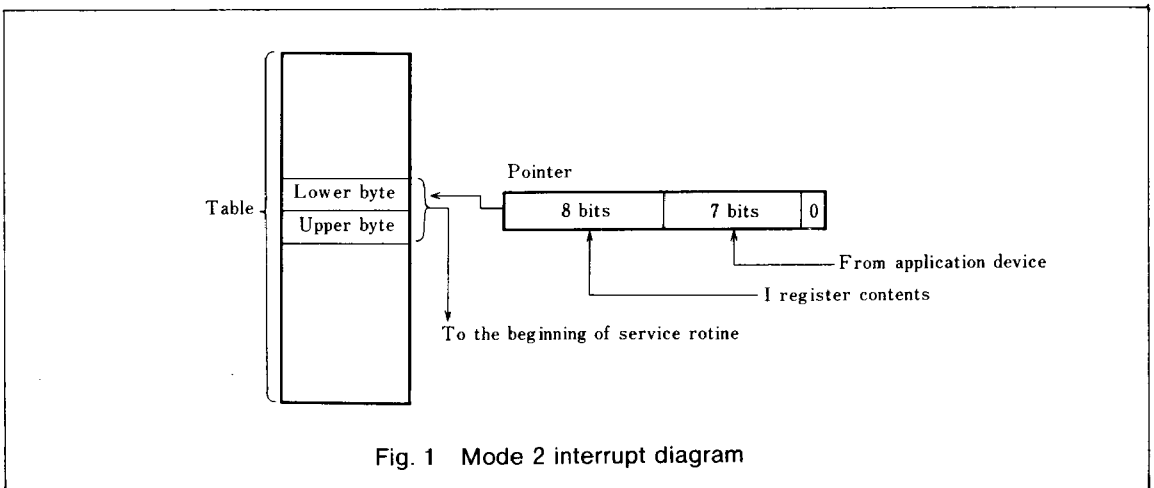 Pointer
Table
Lower byte
Upper byte
8 bits
7 bits
0
From application device
I register contents
To the beginning of service rotine
Fig. 1 Mode 2 interrupt diagram